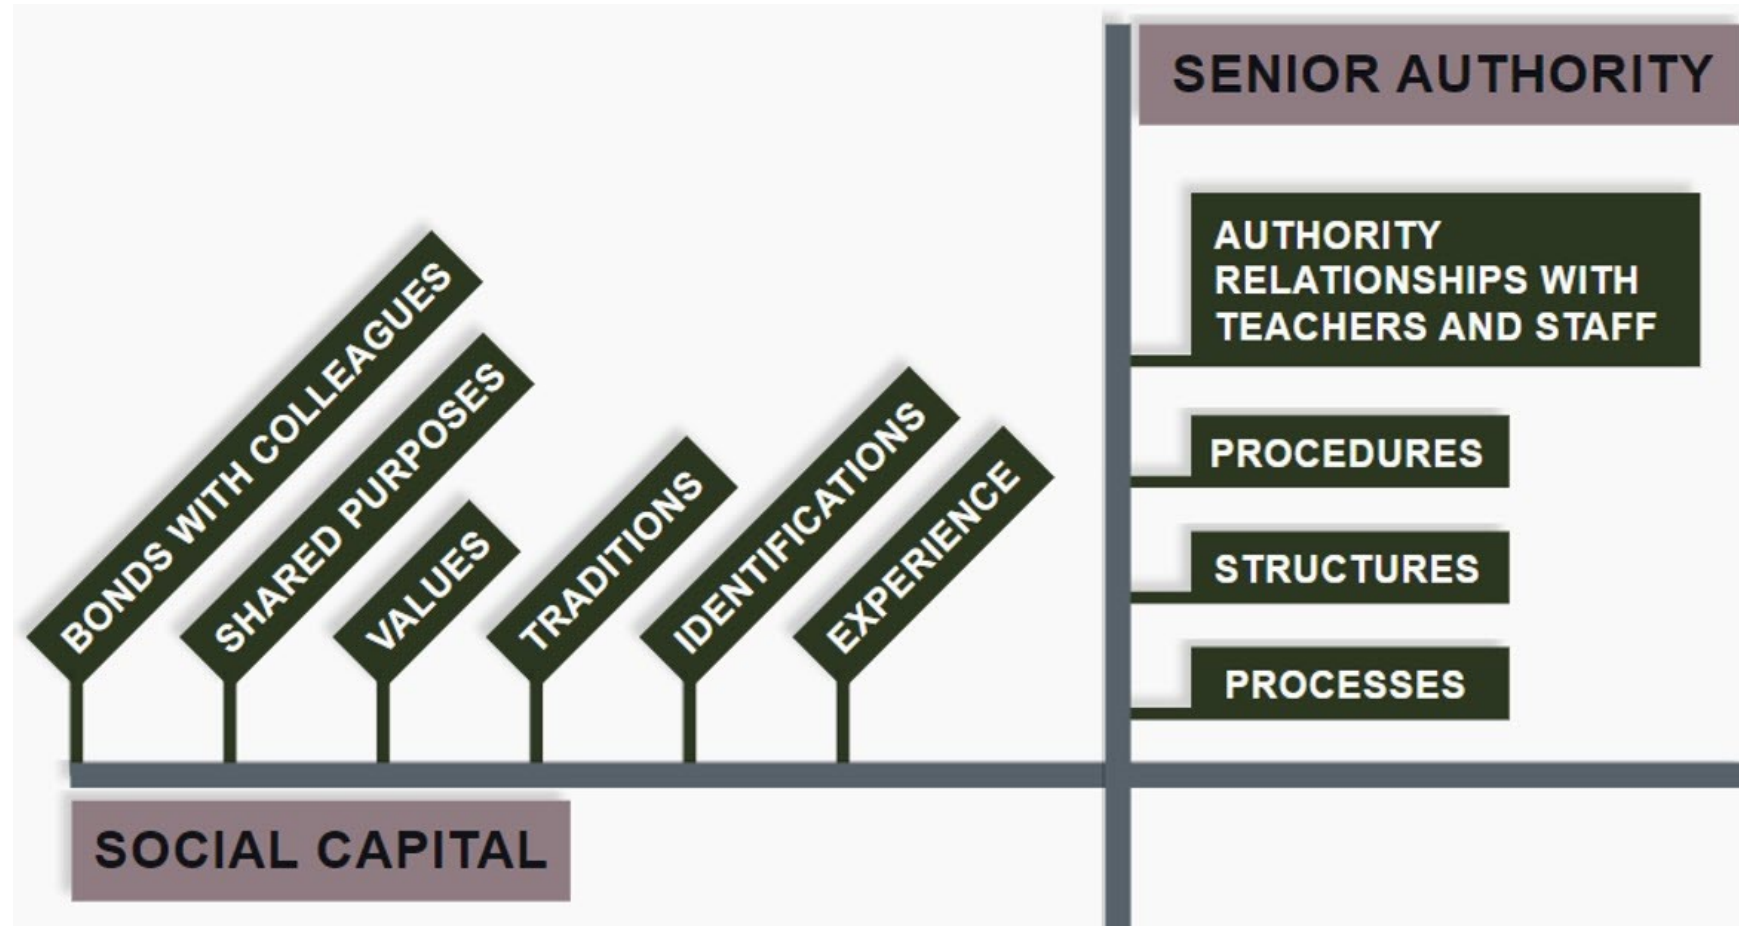 SENIOR AUTHORITY
AUTHORITY
RELATIONSHIPS WITH
TEACHERS AND STAFF
PROCEDURES
STRUCTURES
PROCESSES
BONDS WITH COLLEAGUES
SHARED PURPOSES
VALUES
TRADITIONS
IDENTIFICATIONS
EXPERIENCE
SOCIAL CAPITAL